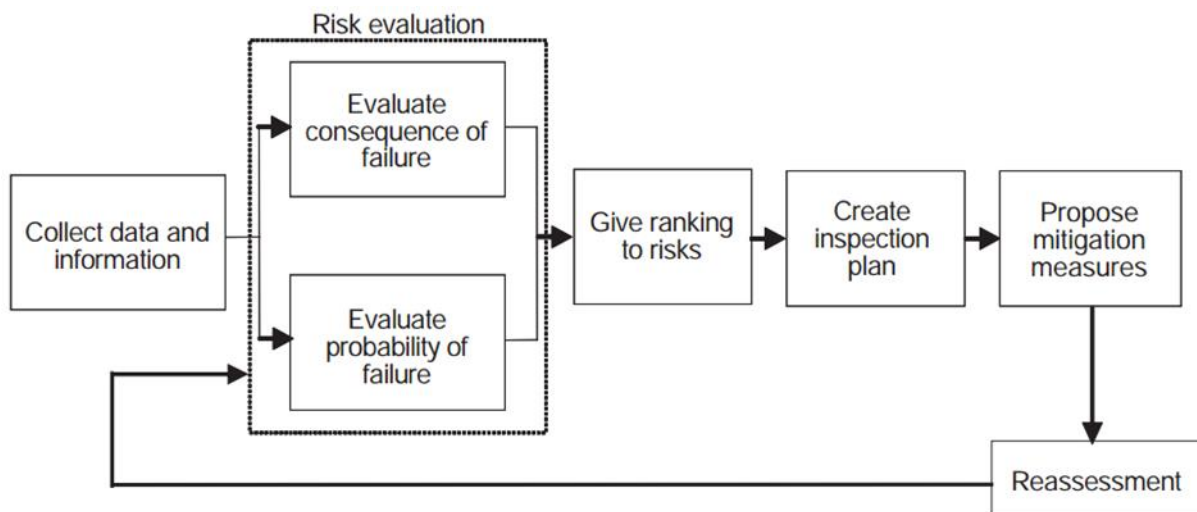 Risk evaluation
Evaluate
consequence of
failure
Collect data and
information
Evaluate
probability of
failure
Give ranking
to risks
Create
inspection
plan
Propose
mitigation
measures
Reassessment